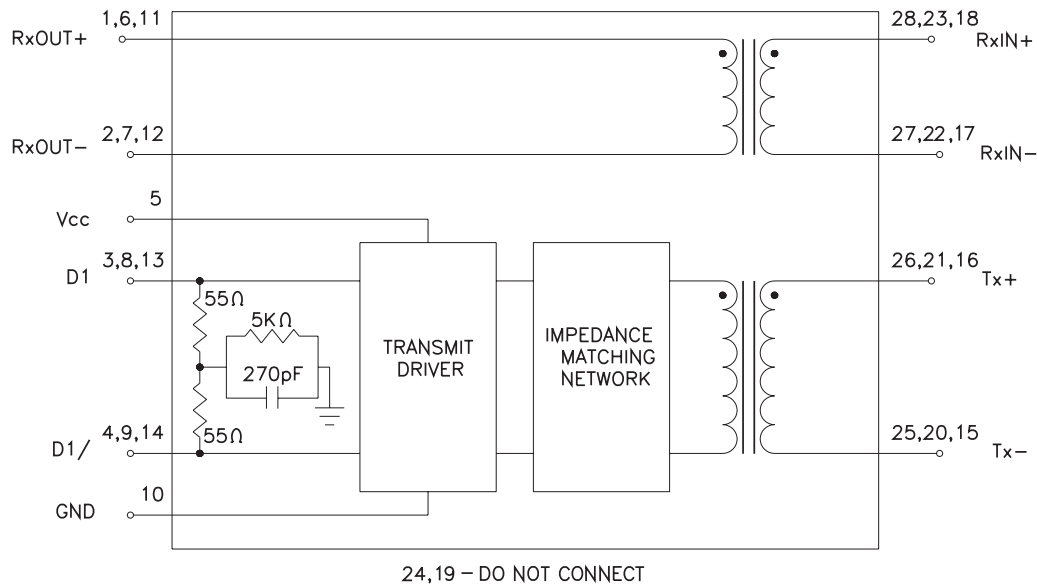 1,6,11
28,23,18
RxOUT+
RxIN+
2,7,12
27,22,17
RxOUT-
RxIN-
5
Vcc
3,8,13
26,21,16
D1
Tx+
55Ω
5KΩ
270pF
TRANSMIT
DRIVER
IMPEDANCE
MATCHING
NETWORK
55Ω
4,9,14
25,20,15
D1/
Tx-
10
GND
24,19 - DO NOT CONNECT